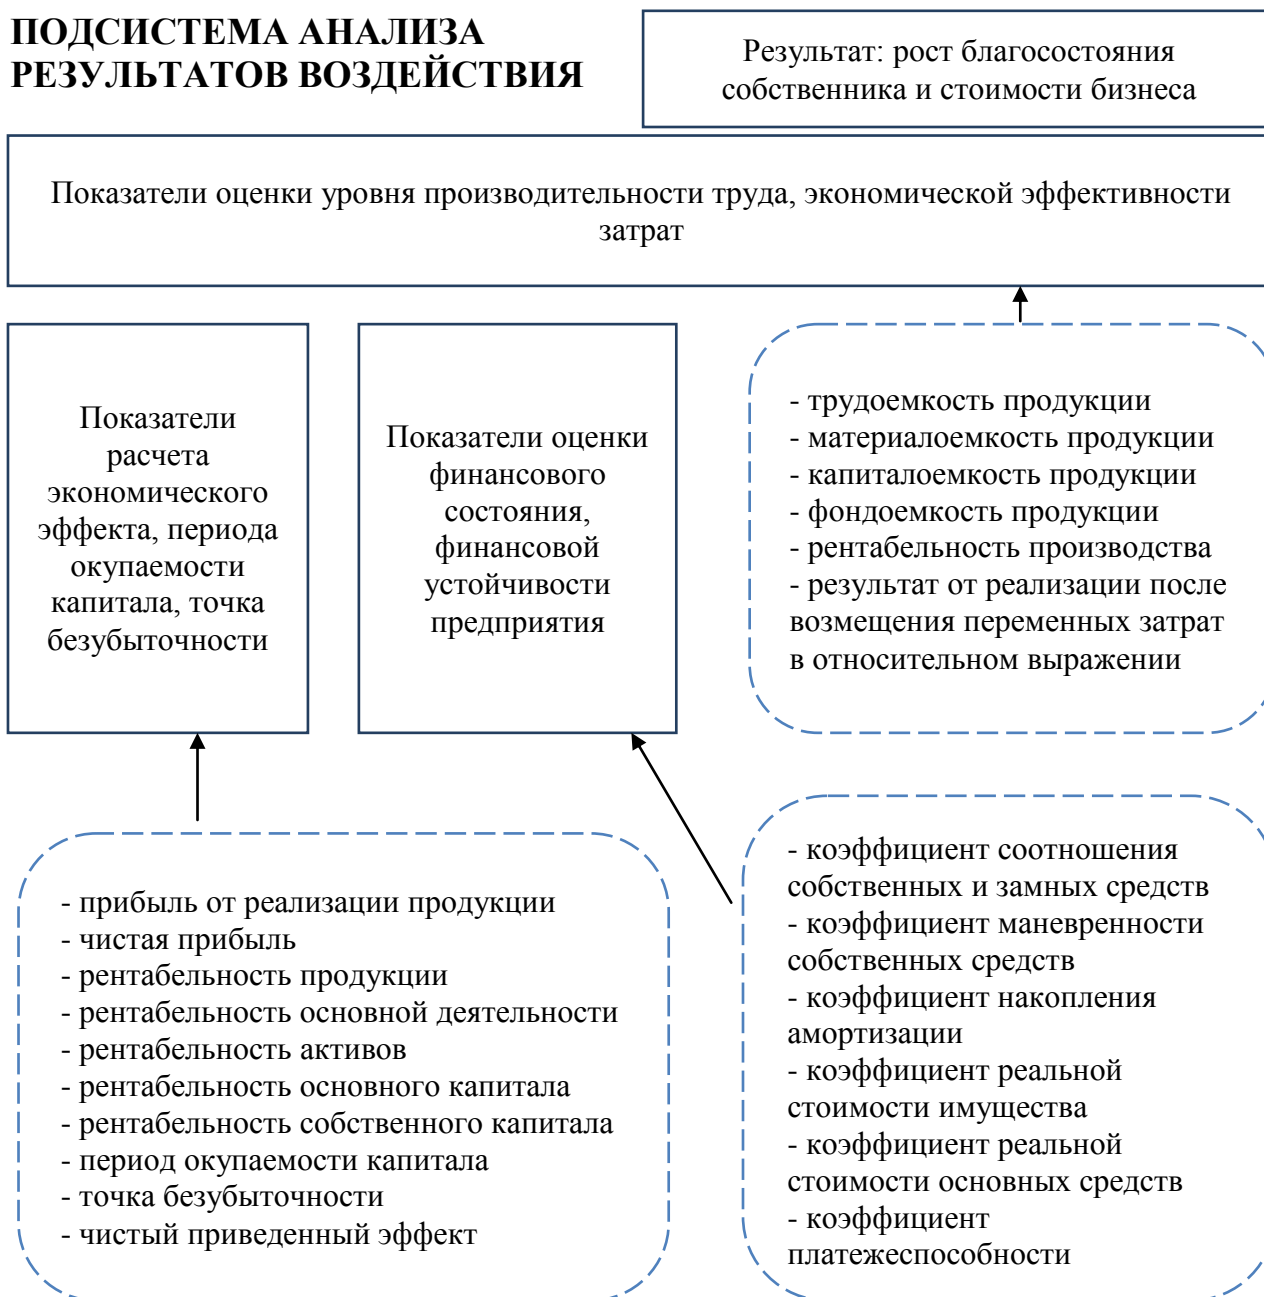 ПОДСИСТЕМА АНАЛИЗА
РЕЗУЛЬТАТОВ ВОЗДЕЙСТВИЯ
Результат: рост благосостояния
собственника и стоимости бизнеса
Показатели оценки уровня производительности труда, экономической эффективности
затрат
Показатели
расчета
экономического
эффекта, периода
окупаемости
капитала, точка
безубыточности
Показатели оценки
финансового
состояния,
финансовой
устойчивости
предприятия
- трудоемкость продукции
- материалоемкость продукции
- капиталоемкость продукции
- фондоемкость продукции
- рентабельность производства
- результат от реализации после
возмещения переменных затрат
в относительном выражении
- прибыль от реализации продукции
- чистая прибыль
- рентабельность продукции
- рентабельность основной деятельности
- рентабельность активов
- рентабельность основного капитала
- рентабельность собственного капитала
- период окупаемости капитала
- точка безубыточности
- чистый приведенный эффект
- коэффициент соотношения
собственных и замных средств
- коэффициент маневренности
собственных средств
- коэффициент накопления
амортизации
- коэффициент реальной
стоимости имущества
- коэффициент реальной
стоимости основных средств
- коэффициент
платежеспособности